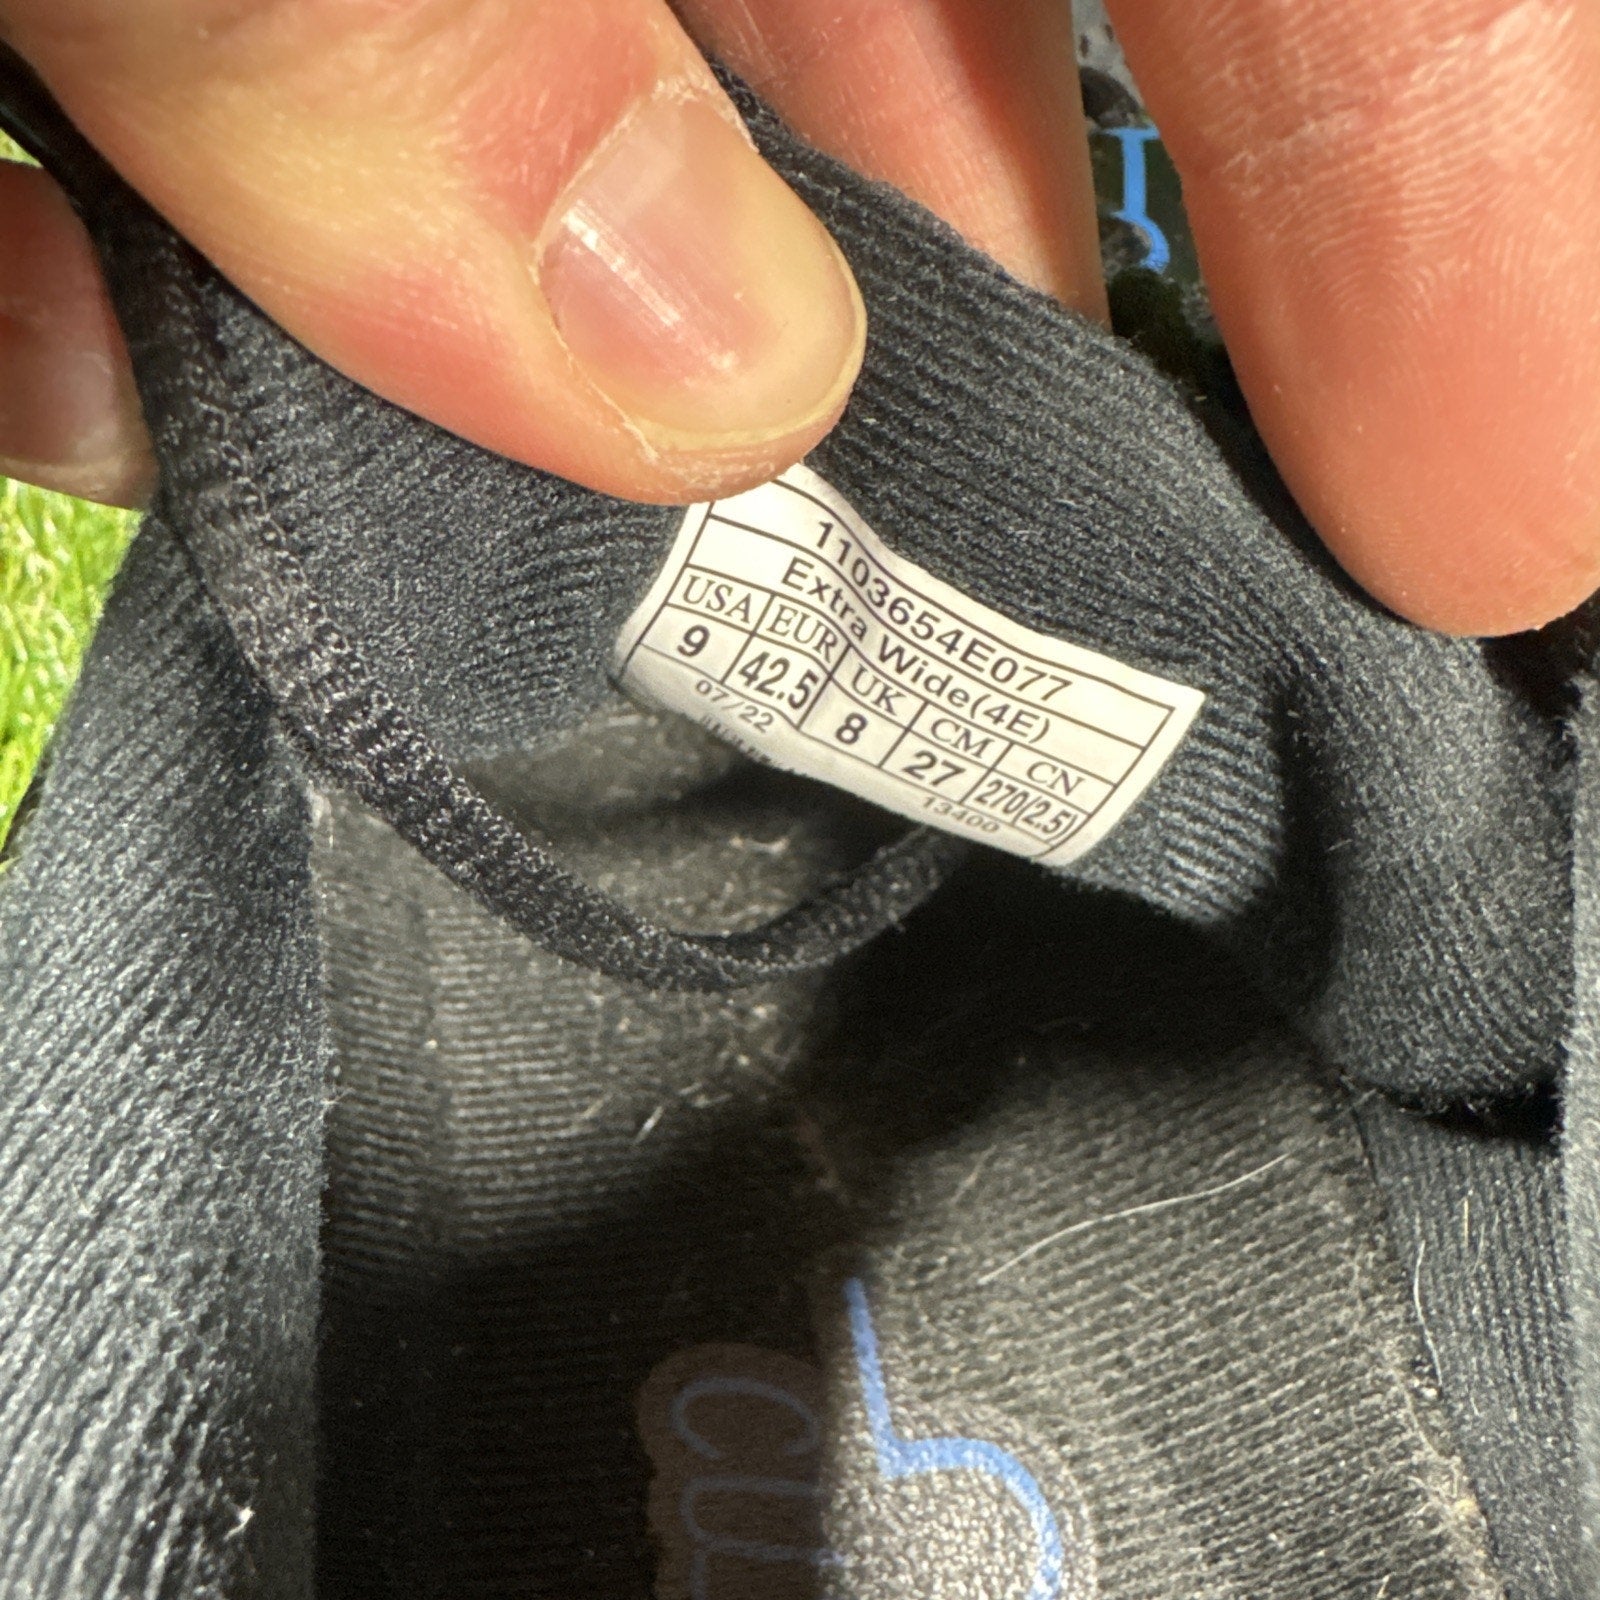 1103654E077
Extra Wide(4E)
USA EUR UK CM CN
9 42.5 8 27 270(2.5)
07/22 13400